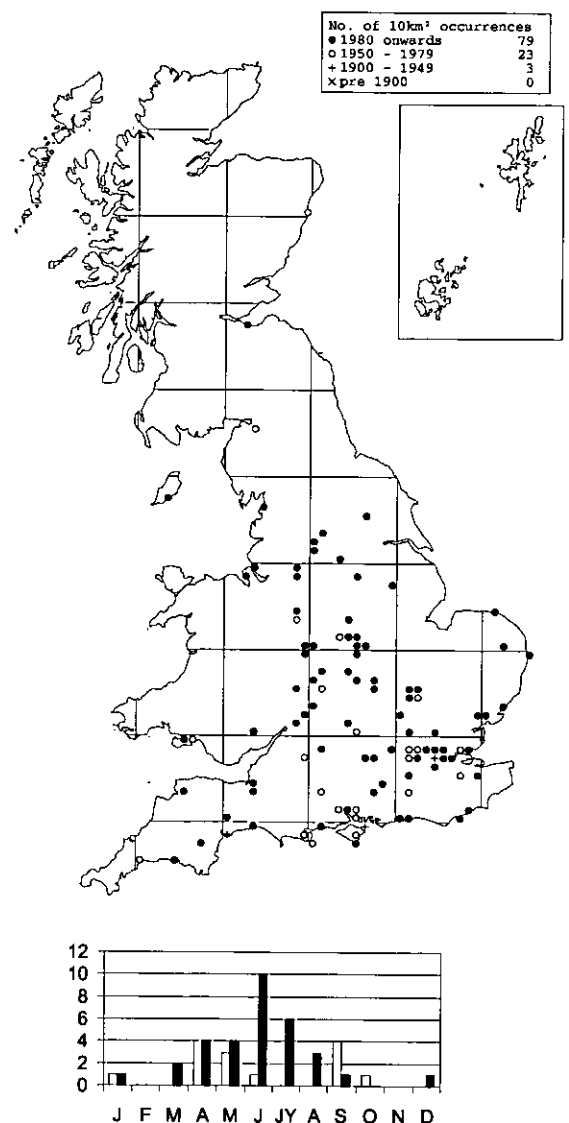 No. of 10km² occurrences
● 1980 onwards 79
○ 1950 - 1979 23
+ 1900 - 1949 3
× pre 1900 0
12
10
8
6
4
2
0
J F M A M J JY A S O N D